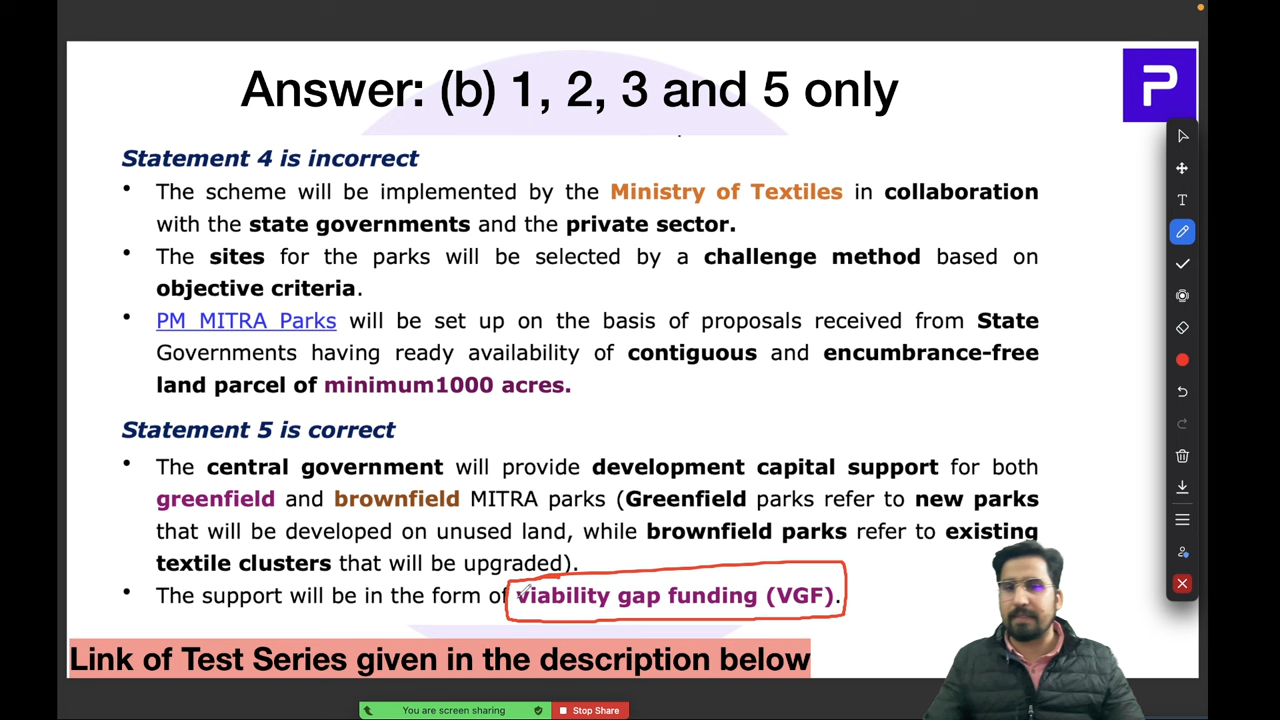 Answer: (b) 1, 2, 3 and 5 only
P
Statement 4 is incorrect
• The scheme will be implemented by the Ministry of Textiles in collaboration
with the state governments and the private sector.
• The sites for the parks will be selected by a challenge method based on
objective criteria.
• PM MITRA Parks will be set up on the basis of proposals received from State
Governments having ready availability of contiguous and encumbrance-free
land parcel of minimum1000 acres.
Statement 5 is correct
• The central government will provide development capital support for both
greenfield and brownfield MITRA parks (Greenfield parks refer to new parks
that will be developed on unused land, while brownfield parks refer to existing
textile clusters that will be upgraded).
• The support will be in the form of viability gap funding (VGF).
Link of Test Series given in the description below
You are screen sharing
Stop Share